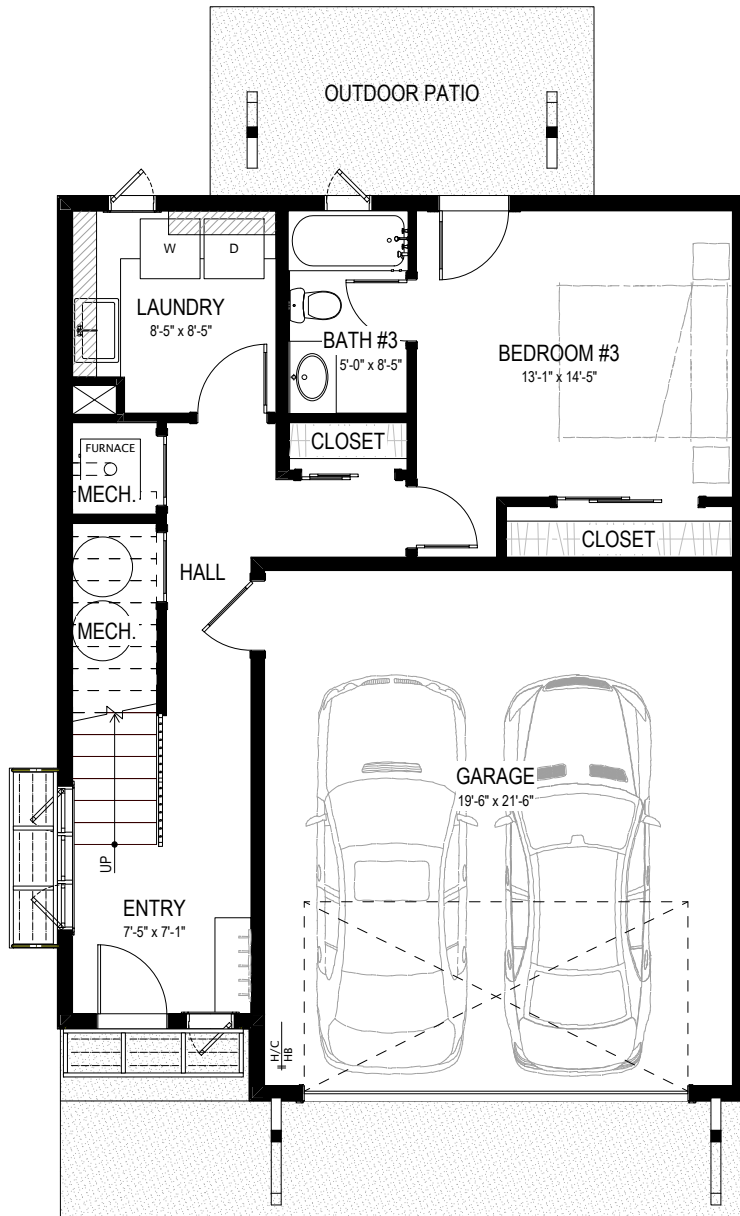 OUTDOOR PATIO
W
D
LAUNDRY
8'-5" x 8'-5"
BATH #3
5'-0" x 8'-5"
BEDROOM #3
13'-1" x 14'-5"
CLOSET
FURNACE
MECH.
CLOSET
HALL
MECH.
GARAGE
19'-6" x 21'-6"
UP
ENTRY
7'-5" x 7'-1"
H/C
HB